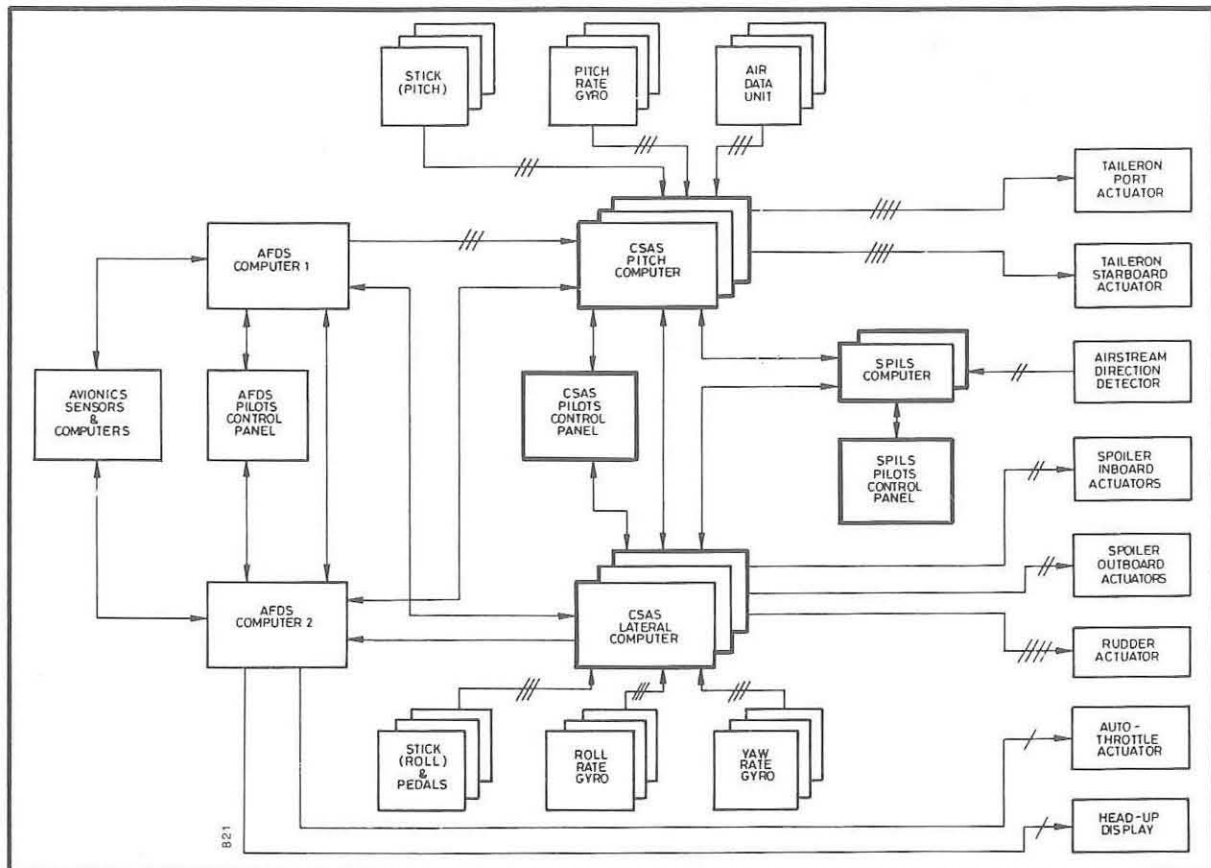 STICK
(PITCH)
PITCH
RATE
GYRO
AIR
DATA
UNIT
TAILERON
PORT
ACTUATOR
AFDS
COMPUTER 1
CSAS
PITCH
COMPUTER
TAILERON
STARBOARD
ACTUATOR
AVIONICS
SENSORS
&
COMPUTERS
AFDS
PILOTS
CONTROL
PANEL
CSAS
PILOTS
CONTROL
PANEL
SPILS
COMPUTER
AIRSTREAM
DIRECTION
DETECTOR
SPILS
PILOTS
CONTROL
PANEL
SPOILER
INBOARD
ACTUATORS
AFDS
COMPUTER 2
CSAS
LATERAL
COMPUTER
SPOILER
OUTBOARD
ACTUATORS
RUDDER
ACTUATOR
STICK
(ROLL)
&
PEDALS
ROLL
RATE
GYRO
YAW
RATE
GYRO
AUTO-
THROTTLE
ACTUATOR
HEAD-UP
DISPLAY
B21